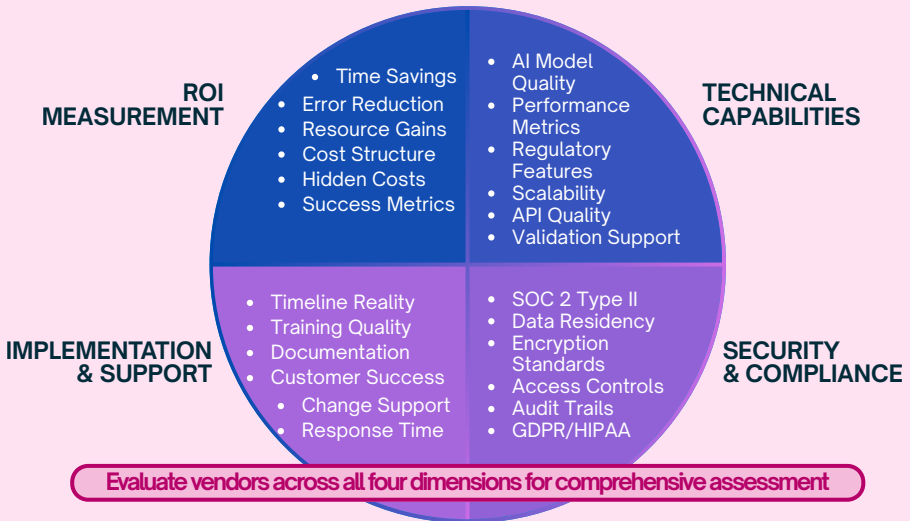 ROI
MEASUREMENT
• Time Savings
• Error Reduction
• Resource Gains
• Cost Structure
• Hidden Costs
• Success Metrics
TECHNICAL
CAPABILITIES
• AI Model
Quality
• Performance
Metrics
• Regulatory
Features
• Scalability
• API Quality
• Validation Support
IMPLEMENTATION
& SUPPORT
• Timeline Reality
• Training Quality
• Documentation
• Customer Success
• Change Support
• Response Time
SECURITY
& COMPLIANCE
• SOC 2 Type II
• Data Residency
• Encryption
Standards
• Access Controls
• Audit Trails
• GDPR/HIPAA
Evaluate vendors across all four dimensions for comprehensive assessment